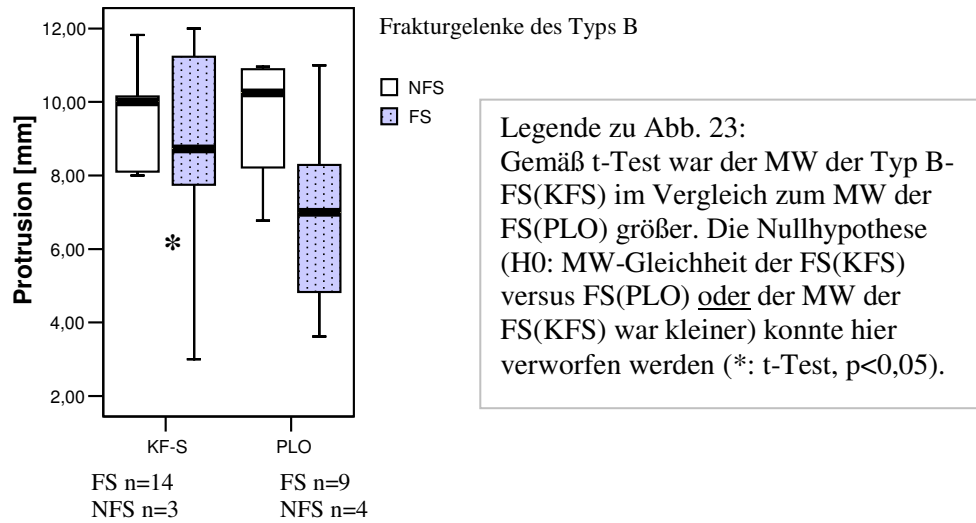 Frakturgelenke des Typs B
NFS
FS
Protrusion [mm]
12,00
10,00
8,00
6,00
4,00
2,00
*
KF-S PLO
FS n=14 FS n=9
NFS n=3 NFS n=4
Legende zu Abb. 23:
Gemäß t-Test war der MW der Typ B-
FS(KFS) im Vergleich zum MW der
FS(PLO) größer. Die Nullhypothese
(H0: MW-Gleichheit der FS(KFS)
versus FS(PLO) oder der MW der
FS(KFS) war kleiner) konnte hier
verworfen werden (*: t-Test, p<0,05).